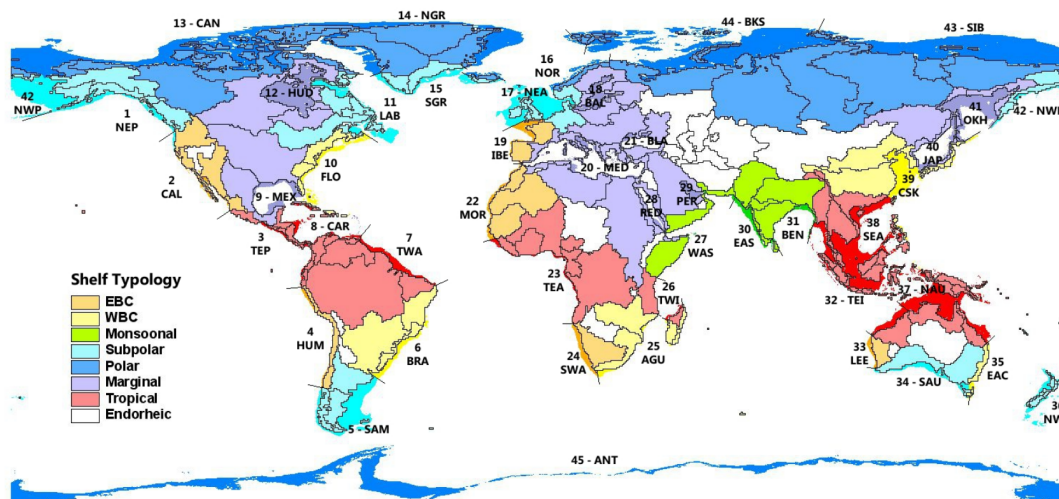 13 - CAN
14 - NGR
44 - BKS
43 - SIB
16
NOR
15
SGR
17 - NEA
18
BAL
12 - HUD
11
LAB
42
NWP
1
NEP
41
OKH
42 - NWP
19
IBE
21 - BLA
20 - MED
40
JAP
10
FLO
2
CAL
9 - MEX
39
CSK
22
MOR
28
RED
29
PER
8 - CAR
3
TEP
7
TWA
27
WAS
30
EAS
31
BEN
38
SEA
Shelf Typology
EBC
WBC
Monsoonal
Subpolar
Polar
Marginal
Tropical
Endorheic
23
TEA
26
TWI
32 - TEI
37 - NAU
4
HUM
6
BRA
24
SWA
25
AGU
33
LEE
35
EAC
34 - SAU
5 - SAM
45 - ANT